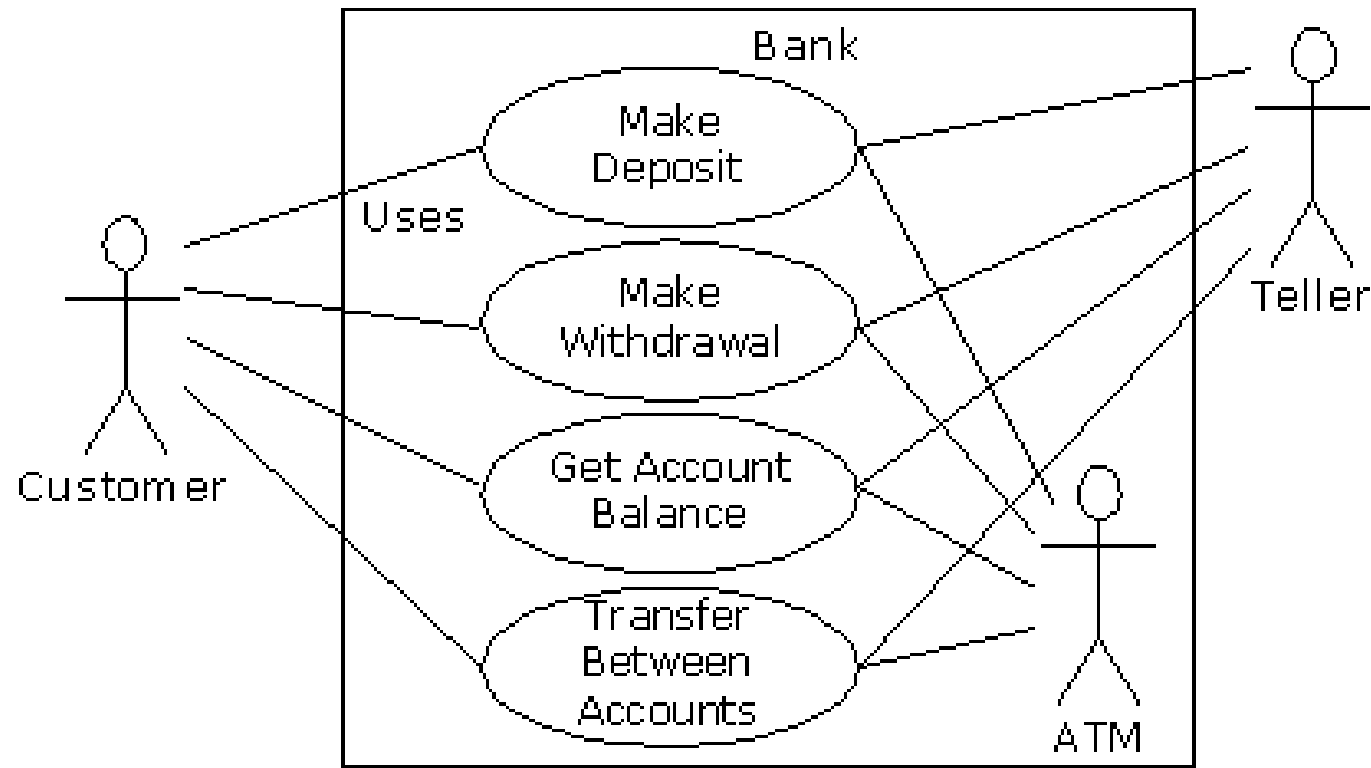 Bank
Make
Deposit
Uses
Make
Withdrawal
Teller
Get Account
Balance
Customer
Transfer
Between
Accounts
ATM